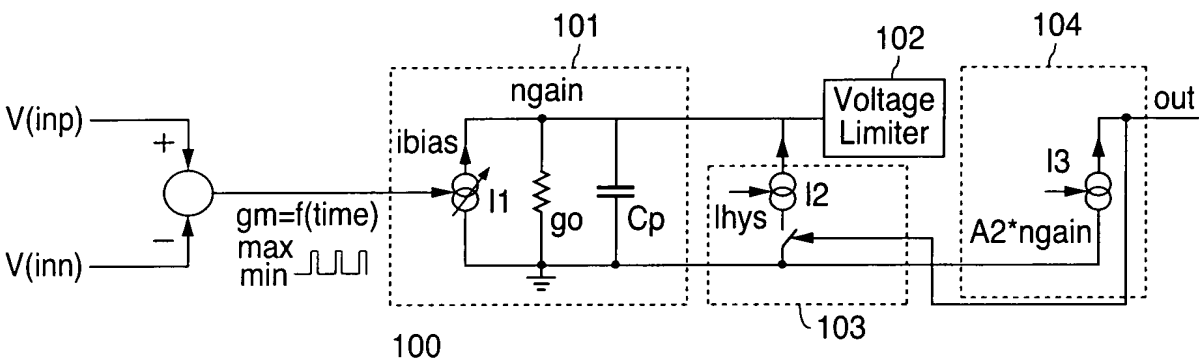 101
102
104
ngain
Voltage
Limiter
out
V(inp)
+
ibias
I1
go
Cp
I2
Ihys
I3
A2*ngain
gm=f(time)
max
min
−
V(inn)
103
100